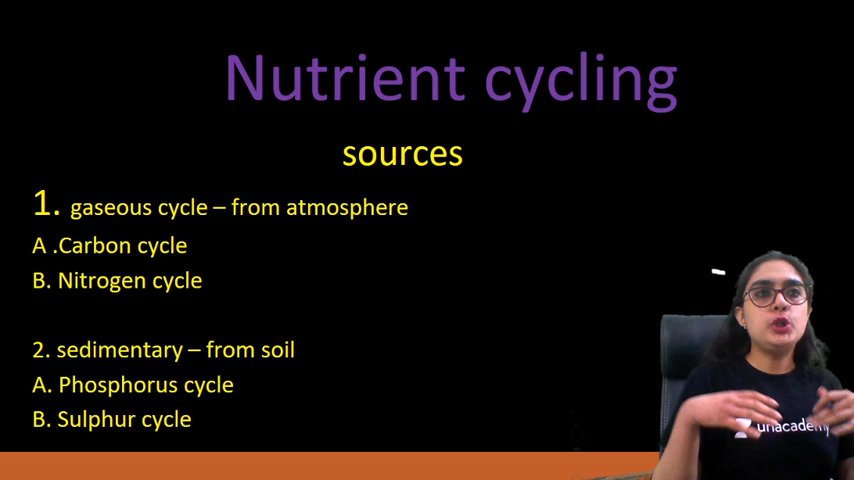 Nutrient cycling
sources
1. gaseous cycle – from atmosphere
A .Carbon cycle
B. Nitrogen cycle
2. sedimentary – from soil
A. Phosphorus cycle
B. Sulphur cycle
unacademy